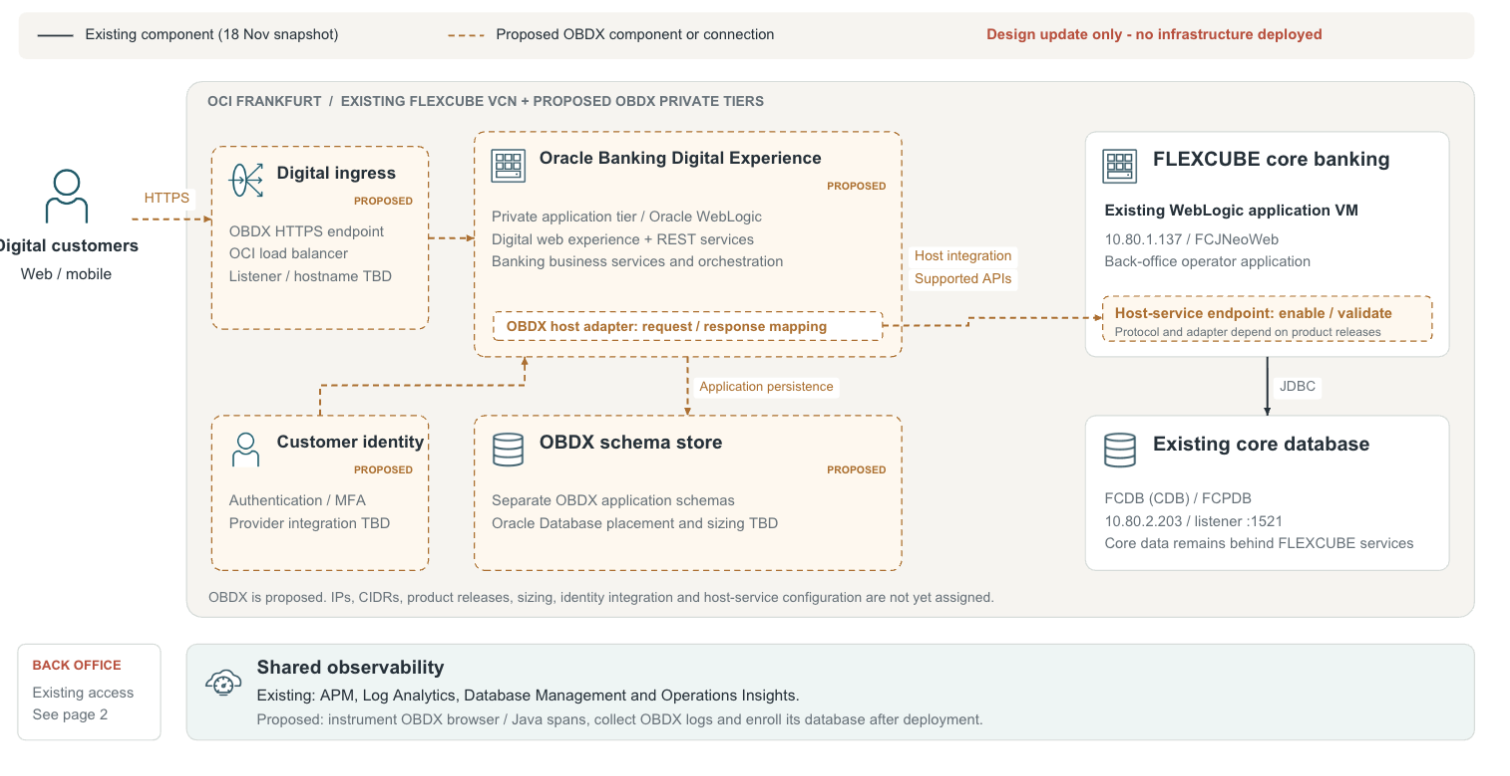 Existing component (18 Nov snapshot)
Proposed OBDX component or connection
Design update only - no infrastructure deployed
OCI FRANKFURT / EXISTING FLEXCUBE VCN + PROPOSED OBDX PRIVATE TIERS
HTTPS
Digital customers
Web / mobile
Digital ingress
PROPOSED
OBDX HTTPS endpoint
OCI load balancer
Listener / hostname TBD
Oracle Banking Digital Experience
PROPOSED
Private application tier / Oracle WebLogic
Digital web experience + REST services
Banking business services and orchestration
OBDX host adapter: request / response mapping
Host integration
Supported APIs
FLEXCUBE core banking
Existing WebLogic application VM
10.80.1.137 / FCJNeoWeb
Back-office operator application
Host-service endpoint: enable / validate
Protocol and adapter depend on product releases
Application persistence
JDBC
Customer identity
PROPOSED
Authentication / MFA
Provider integration TBD
OBDX schema store
PROPOSED
Separate OBDX application schemas
Oracle Database placement and sizing TBD
Existing core database
FCDB (CDB) / FCPDB
10.80.2.203 / listener :1521
Core data remains behind FLEXCUBE services
OBDX is proposed. IPs, CIDRs, product releases, sizing, identity integration and host-service configuration are not yet assigned.
BACK OFFICE
Existing access
See page 2
Shared observability
Existing: APM, Log Analytics, Database Management and Operations Insights.
Proposed: instrument OBDX browser / Java spans, collect OBDX logs and enroll its database after deployment.